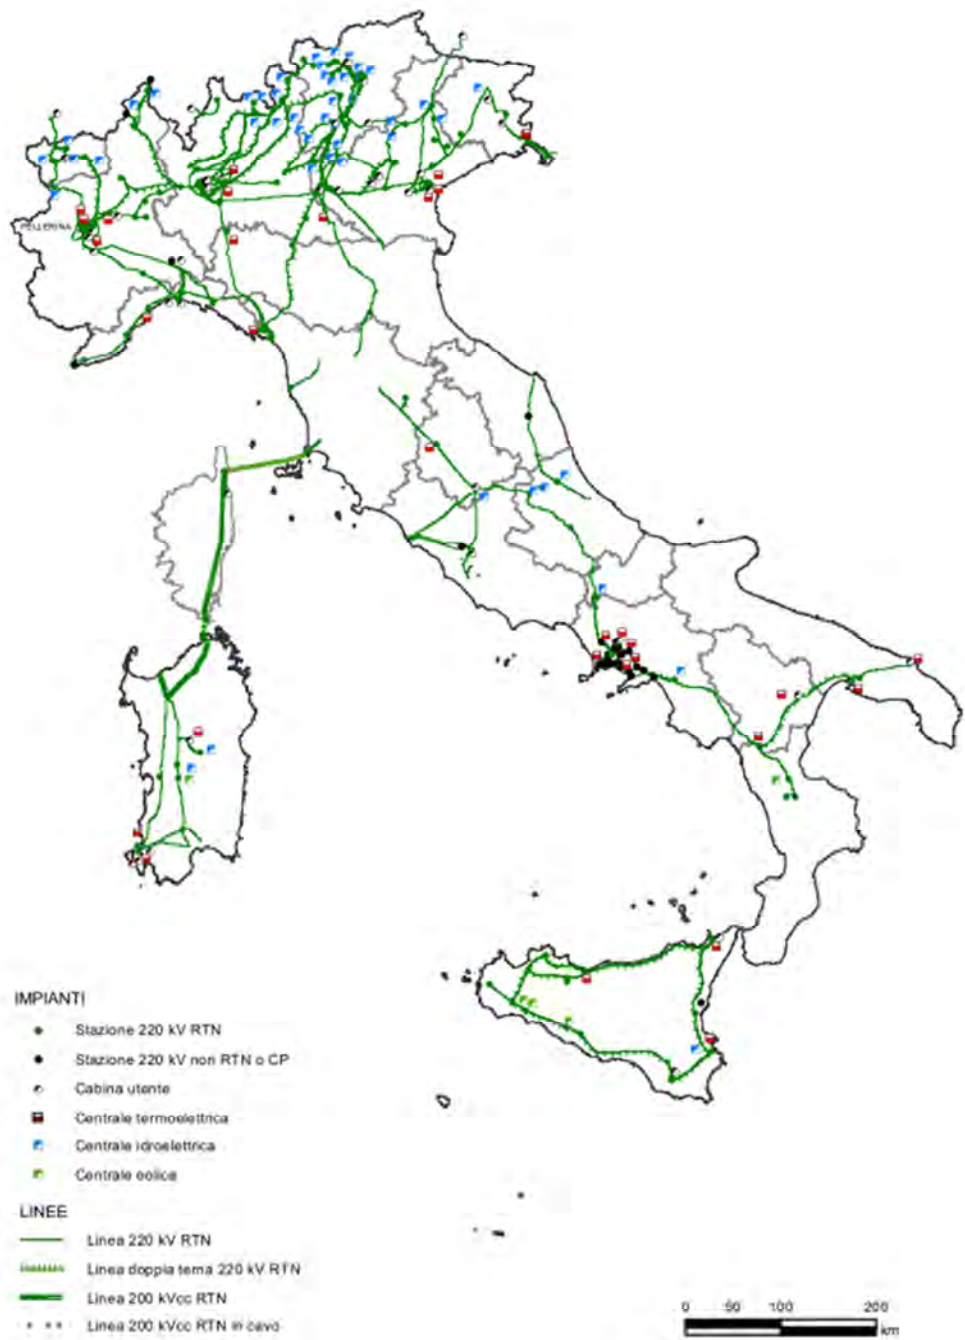 PELLERINA
IMPIANTI
Stazione 220 kV RTN
Stazione 220 kV non RTN o CP
Cabina utente
Centrale termoelettrica
Centrale idroelettrica
Centrale eolica
LINEE
Linea 220 kV RTN
Linea doppia terna 220 kV RTN
Linea 200 kVcc RTN
Linea 200 kVcc RTN in cavo
0 50 100 200
km